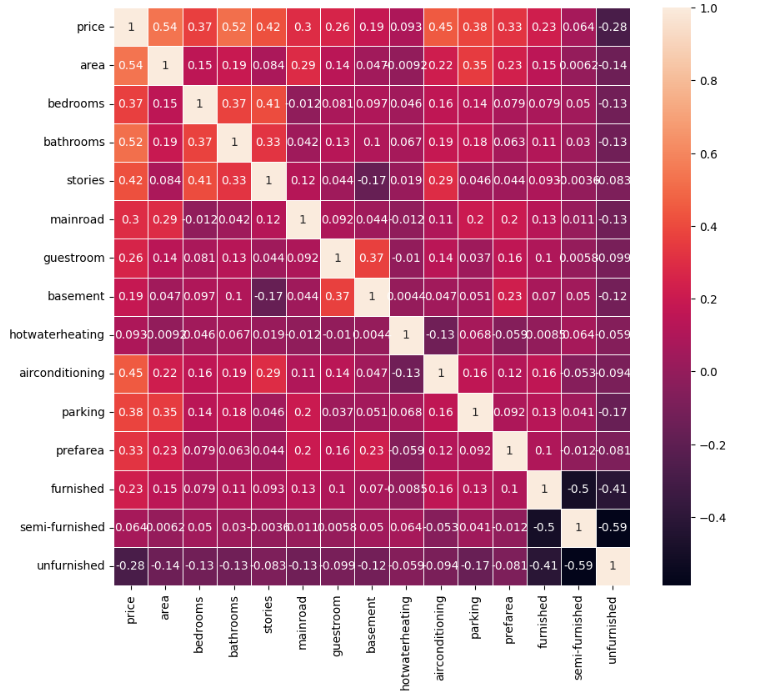 price 1 0.54 0.37 0.52 0.42 0.3 0.26 0.19 0.093 0.45 0.38 0.33 0.23 0.064 -0.28
area 0.54 1 0.15 0.19 0.084 0.29 0.14 0.047 -0.0092 0.22 0.35 0.23 0.15 0.0062 -0.14
bedrooms 0.37 0.15 1 0.37 0.41 -0.012 0.081 0.097 0.046 0.16 0.14 0.079 0.079 0.05 -0.13
bathrooms 0.52 0.19 0.37 1 0.33 0.042 0.13 0.1 0.067 0.19 0.18 0.063 0.11 0.03 -0.13
stories 0.42 0.084 0.41 0.33 1 0.12 0.044 -0.17 0.019 0.29 0.046 0.044 0.093 -0.0036 -0.083
mainroad 0.3 0.29 -0.012 0.042 0.12 1 0.092 0.044 -0.012 0.11 0.2 0.2 0.13 0.011 -0.13
guestroom 0.26 0.14 0.081 0.13 0.044 0.092 1 0.37 -0.01 0.14 0.037 0.16 0.1 0.0058 -0.099
basement 0.19 0.047 0.097 0.1 -0.17 0.044 0.37 1 0.0044 0.047 0.051 0.23 0.07 0.05 -0.12
hotwaterheating 0.093 -0.0092 0.046 0.067 0.019 -0.012 -0.01 0.0044 1 -0.13 0.068 -0.059 -0.0085 0.064 -0.059
airconditioning 0.45 0.22 0.16 0.19 0.29 0.11 0.14 0.047 -0.13 1 0.16 0.12 0.16 -0.053 -0.094
parking 0.38 0.35 0.14 0.18 0.046 0.2 0.037 0.051 0.068 0.16 1 0.092 0.13 0.041 -0.17
prefarea 0.33 0.23 0.079 0.063 0.044 0.2 0.16 0.23 -0.059 0.12 0.092 1 0.1 -0.012 -0.081
furnished 0.23 0.15 0.079 0.11 0.093 0.13 0.1 0.07 -0.0085 0.16 0.13 0.1 1 -0.5 -0.41
semi-furnished 0.064 0.0062 0.05 0.03 -0.0036 0.011 0.0058 0.05 0.064 -0.053 0.041 -0.012 -0.5 1 -0.59
unfurnished -0.28 -0.14 -0.13 -0.13 -0.083 -0.13 -0.099 -0.12 -0.059 -0.094 -0.17 -0.081 -0.41 -0.59 1
price
area
bedrooms
bathrooms
stories
mainroad
guestroom
basement
hotwaterheating
airconditioning
parking
prefarea
furnished
semi-furnished
unfurnished
1.0
0.8
0.6
0.4
0.2
0.0
−0.2
−0.4